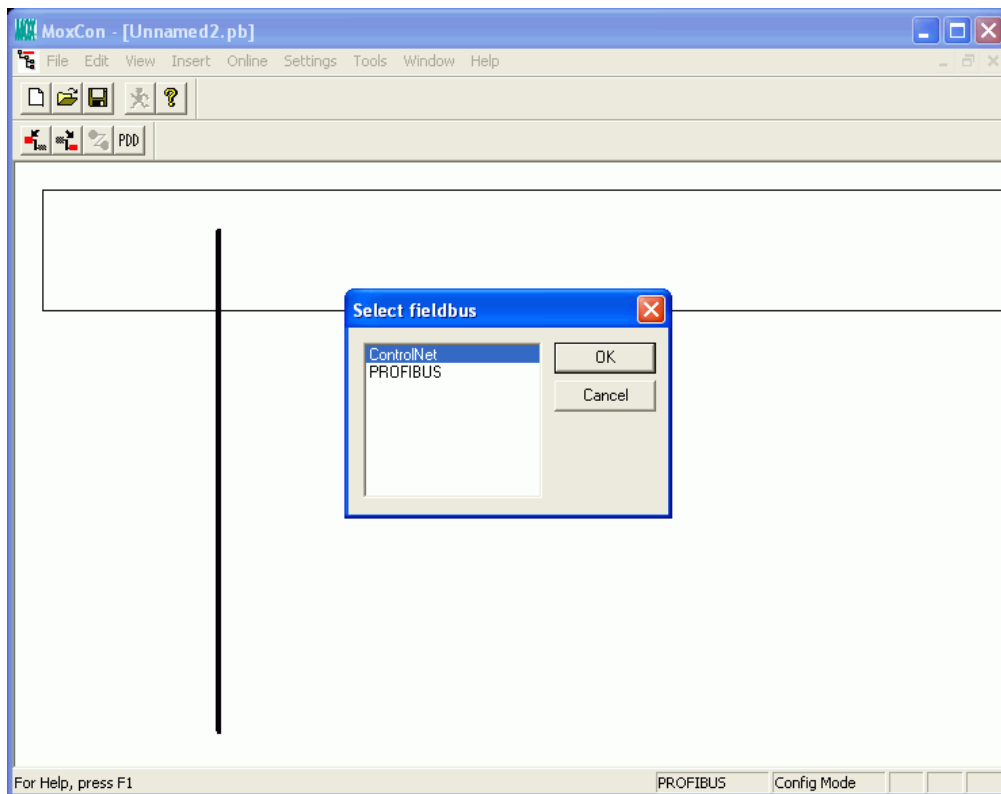 MoxCon - [Unnamed2.pb]
File Edit View Insert Online Settings Tools Window Help
PDD
Select fieldbus
ControlNet
PROFIBUS
OK
Cancel
For Help, press F1
PROFIBUS
Config Mode